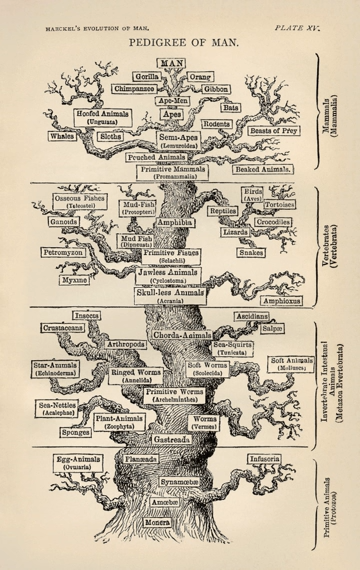 HAECKEL'S EVOLUTION OF MAN.
PLATE XV.
PEDIGREE OF MAN.
MAN
Gorilla
Orang
Chimpanzee
Gibbon
Ape-Men
Bats
Apes
Hoofed Animals
(Ungulata)
Rodents
Whales
Sloths
Semi-Apes
(Lemuroidea)
Beasts of Prey
Pouched Animals
Primitive Mammals
(Promammalia)
Beaked Animals.
Mammals
(Mammalia)
Osseous Fishes
(Teleostei)
Mud-Fish
(Protopteri)
Birds
(Aves)
Tortoises
Reptiles
Ganoids
Amphibia
Crocodiles
Lizards
Mud Fish
(Dipneusta)
Petromyzon
Primitive Fishes
(Selachii)
Snakes
Jawless Animals
(Cyclostoma)
Myxine
Skull-less Animals
(Acrania)
Amphioxus
Vertebrates
(Vertebrata)
Insects
Ascidians
Crustaceans
Salpæ
Chorda-Animals
Arthropods
Sea-Squirts
(Tunicata)
Star-Animals
(Echinoderma)
Ringed Worms
(Annelida)
Soft Worms
(Scolecida)
Soft Animals
(Mollusca)
Primitive Worms
(Archelminthes)
Sea-Nettles
(Acalephae)
Plant-Animals
(Zoophyta)
Worms
(Vermes)
Sponges
Gastreada
Invertebrate Intestinal
Animals
(Metazoa Evertebrata)
Egg-Animals
(Ovularia)
Planæada
Infusoria
Synamœbæ
Amœbæ
Monera
Primitive Animals
(Protozoa)